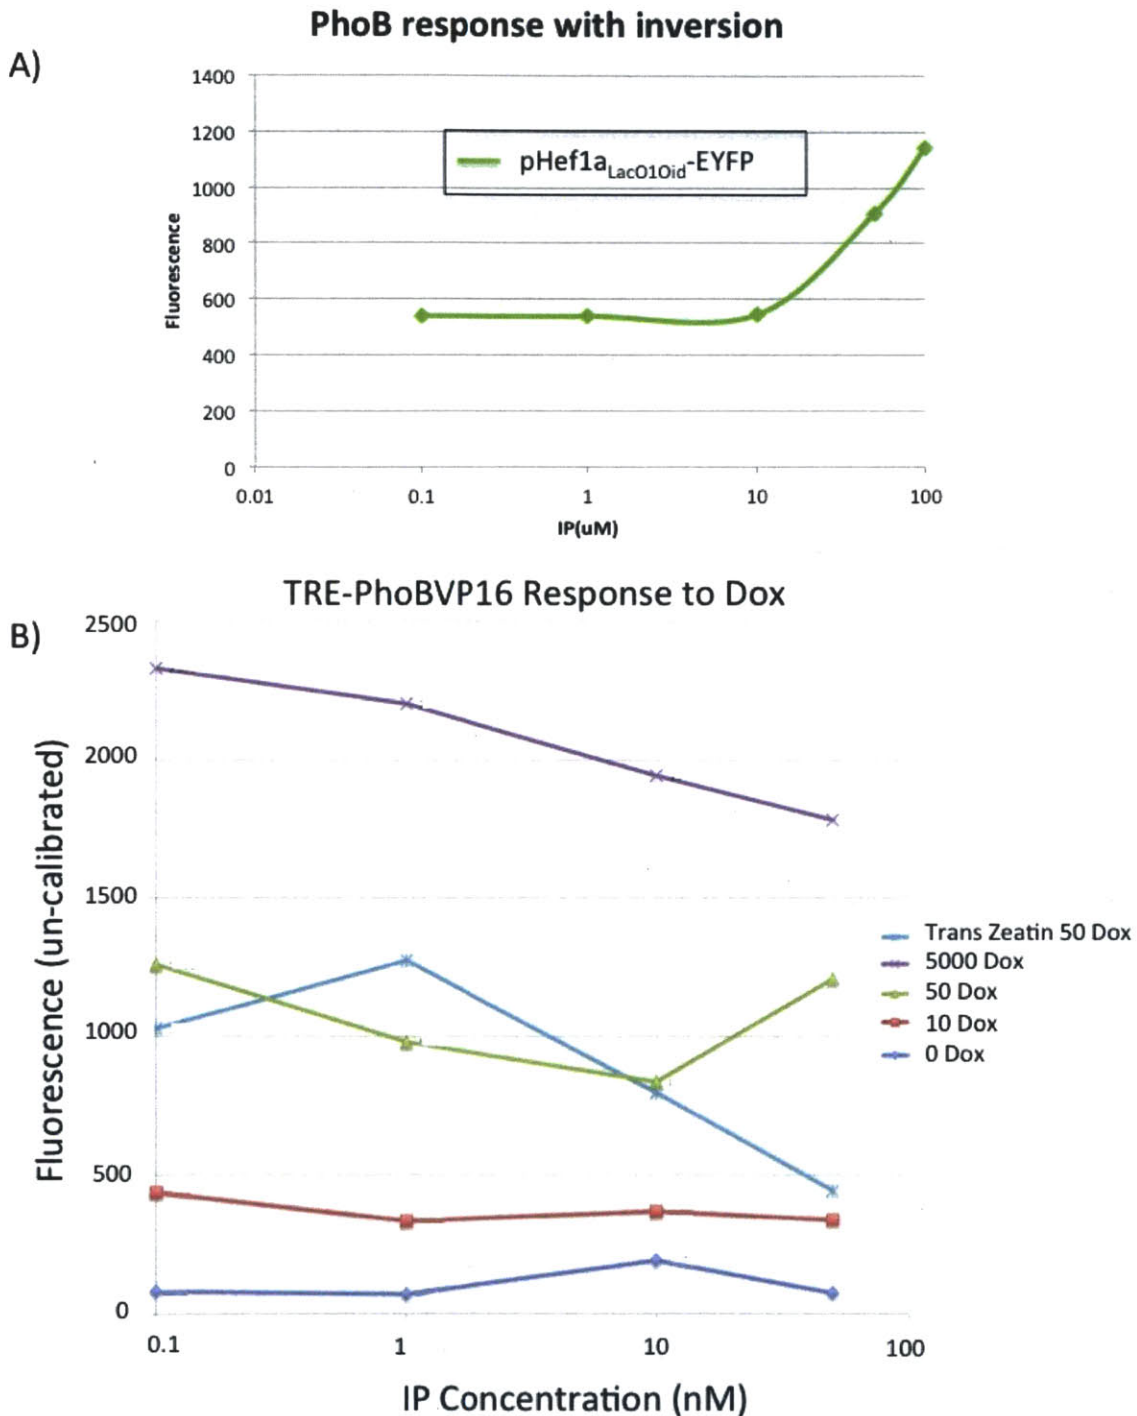 PhoB response with inversion
A)
1400
1200
1000
800
600
400
200
0
Fluorescence
pHef1aLacO1Oid-EYFP
0.01 0.1 1 10 100
IP(uM)
TRE-PhoBVP16 Response to Dox
B)
2500
2000
1500
1000
500
0
Fluorescence (un-calibrated)
Trans Zeatin 50 Dox
5000 Dox
50 Dox
10 Dox
0 Dox
0.1 1 10 100
IP Concentration (nM)